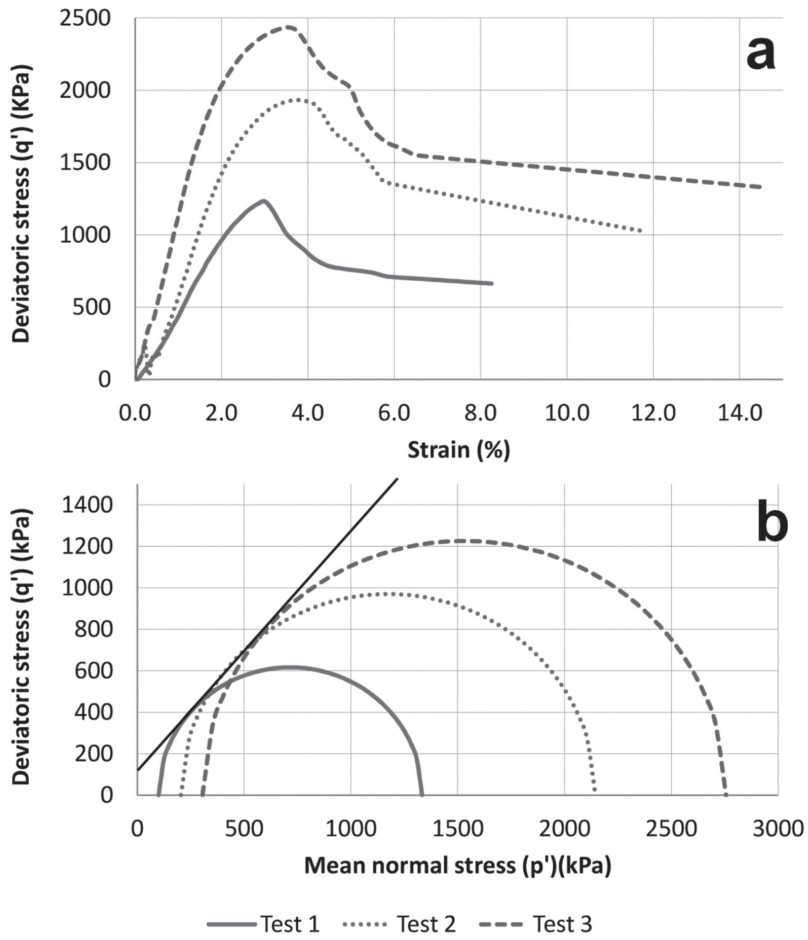 a
Deviatoric stress (q') (KPa)
2500
2000
1500
1000
500
0
0.0 2.0 4.0 6.0 8.0 10.0 12.0 14.0
Strain (%)
b
Deviatoric stress (q') (kPa)
1400
1200
1000
800
600
400
200
0
0 500 1000 1500 2000 2500 3000
Mean normal stress (p')(kPa)
Test 1 Test 2 Test 3